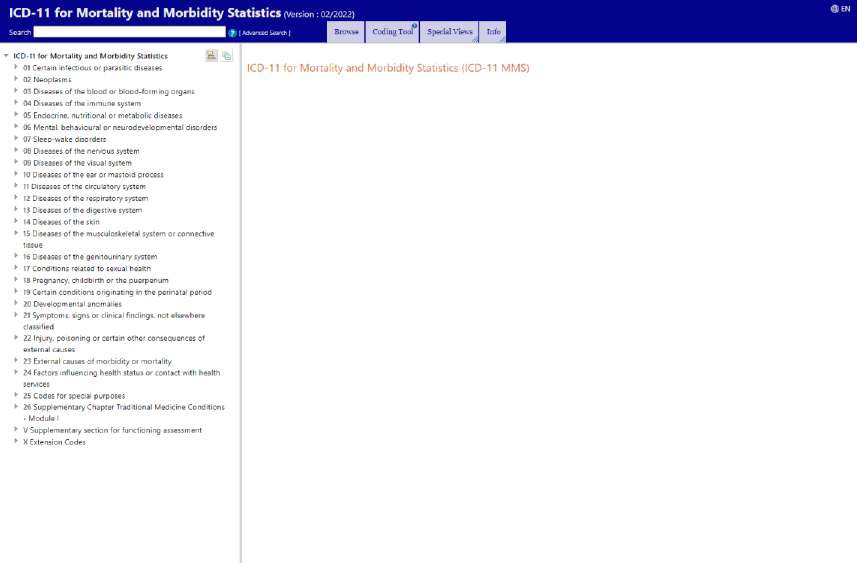 ICD-11 for Mortality and Morbidity Statistics (Version : 02/2022)
EN
Search [ Advanced Search ]
Browse
Coding Tool
Special Views
Info
ICD-11 for Mortality and Morbidity Statistics
01 Certain infectious or parasitic diseases
02 Neoplasms
03 Diseases of the blood or blood-forming organs
04 Diseases of the immune system
05 Endocrine, nutritional or metabolic diseases
06 Mental, behavioural or neurodevelopmental disorders
07 Sleep-wake disorders
08 Diseases of the nervous system
09 Diseases of the visual system
10 Diseases of the ear or mastoid process
11 Diseases of the circulatory system
12 Diseases of the respiratory system
13 Diseases of the digestive system
14 Diseases of the skin
15 Diseases of the musculoskeletal system or connective
tissue
16 Diseases of the genitourinary system
17 Conditions related to sexual health
18 Pregnancy, childbirth or the puerperium
19 Certain conditions originating in the perinatal period
20 Developmental anomalies
21 Symptoms, signs or clinical findings, not elsewhere
classified
22 Injury, poisoning or certain other consequences of
external causes
23 External causes of morbidity or mortality
24 Factors influencing health status or contact with health
services
25 Codes for special purposes
26 Supplementary Chapter Traditional Medicine Conditions
- Module I
V Supplementary section for functioning assessment
X Extension Codes
ICD-11 for Mortality and Morbidity Statistics (ICD-11 MMS)